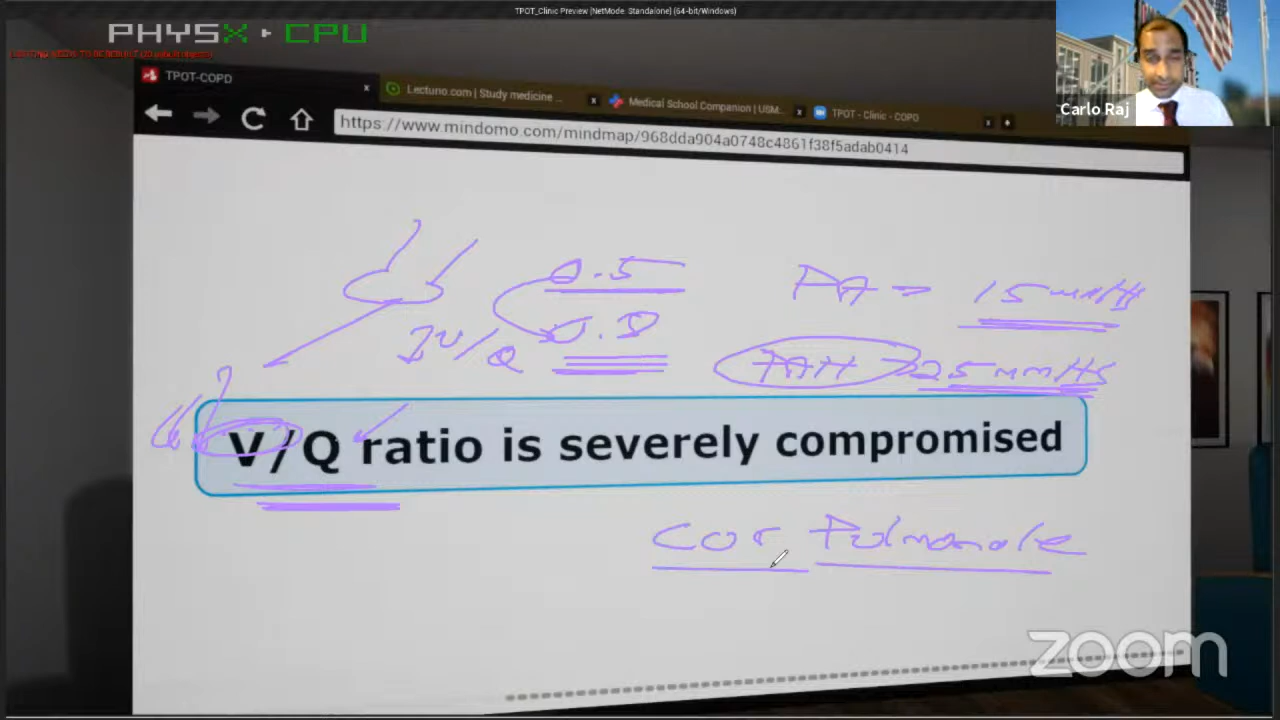 TPOT_Clinic Preview [NetMode: Standalone] (64-bit/Windows)
PHYSX + CPU
TPOT-COPD
x
Lecturio.com | Study medicine ...
x
Medical School Companion | USM...
x
TPOT - Clinic - COPD
x
Carlo Raj
https://www.mindomo.com/mindmap/968dda904a0748c4861f38f5adab0414
0.5
PA → 15 mmHg
V/Q
0.8
PAH > 25 mmHg
V/Q ratio is severely compromised
Cor Pulmonale
zoom